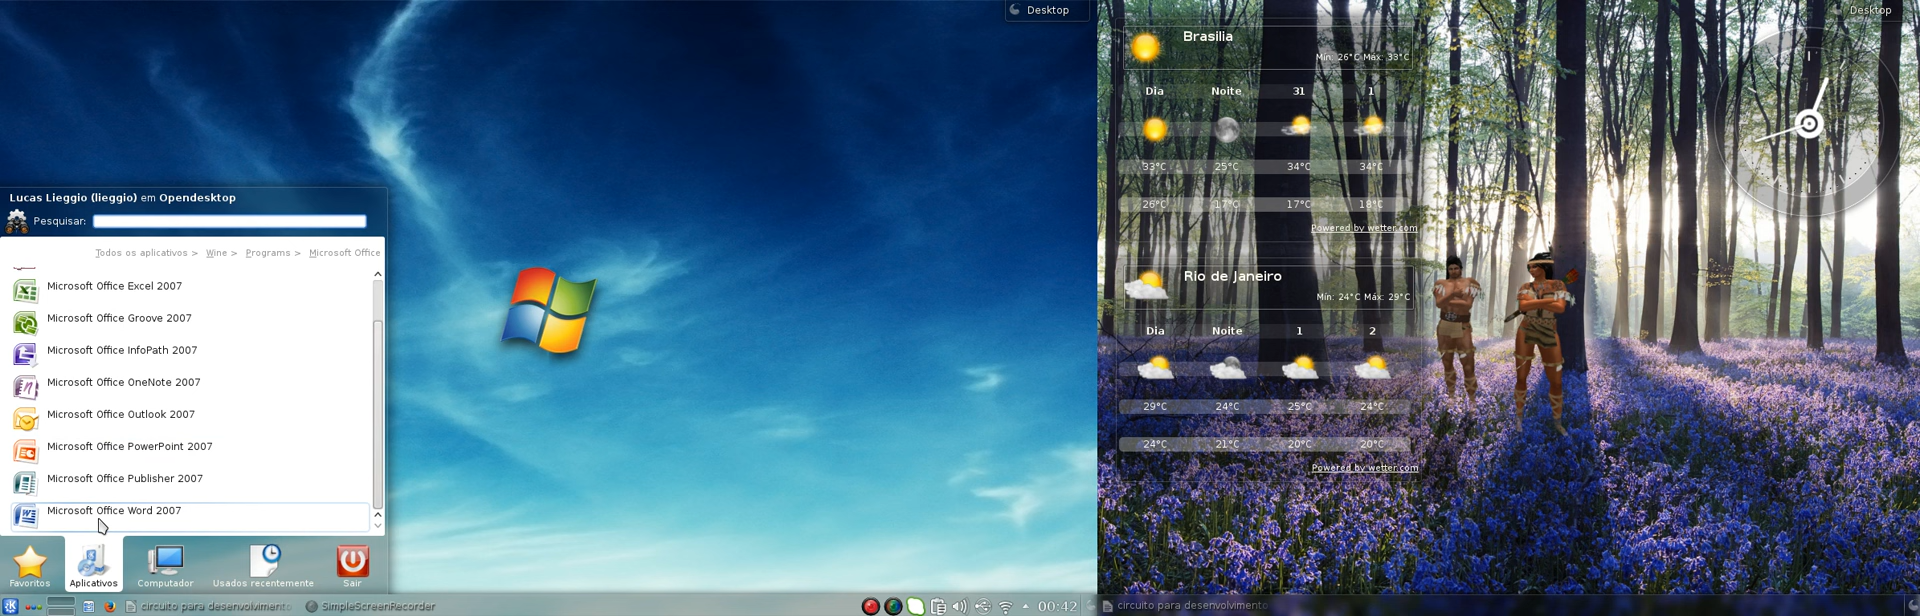 Desktop
Lucas Lieggio (lieggio) em Opendesktop
Pesquisar:
Todos os aplicativos > Wine > Programs > Microsoft Office
Microsoft Office Excel 2007
Microsoft Office Groove 2007
Microsoft Office InfoPath 2007
Microsoft Office OneNote 2007
Microsoft Office Outlook 2007
Microsoft Office PowerPoint 2007
Microsoft Office Publisher 2007
Microsoft Office Word 2007
Favoritos Aplicativos Computador Usados recentemente Sair
circuito para desenvolvimento SimpleScreenRecorder 00:42
Desktop
Brasilia
Mín: 26°C Máx: 33°C
Dia Noite 31 1
33°C 25°C 34°C 34°C
26°C 17°C 17°C 18°C
Powered by wetter.com
Rio de Janeiro
Mín: 24°C Máx: 29°C
Dia Noite 1 2
29°C 24°C 25°C 24°C
24°C 21°C 20°C 20°C
Powered by wetter.com
circuito para desenvolvimento